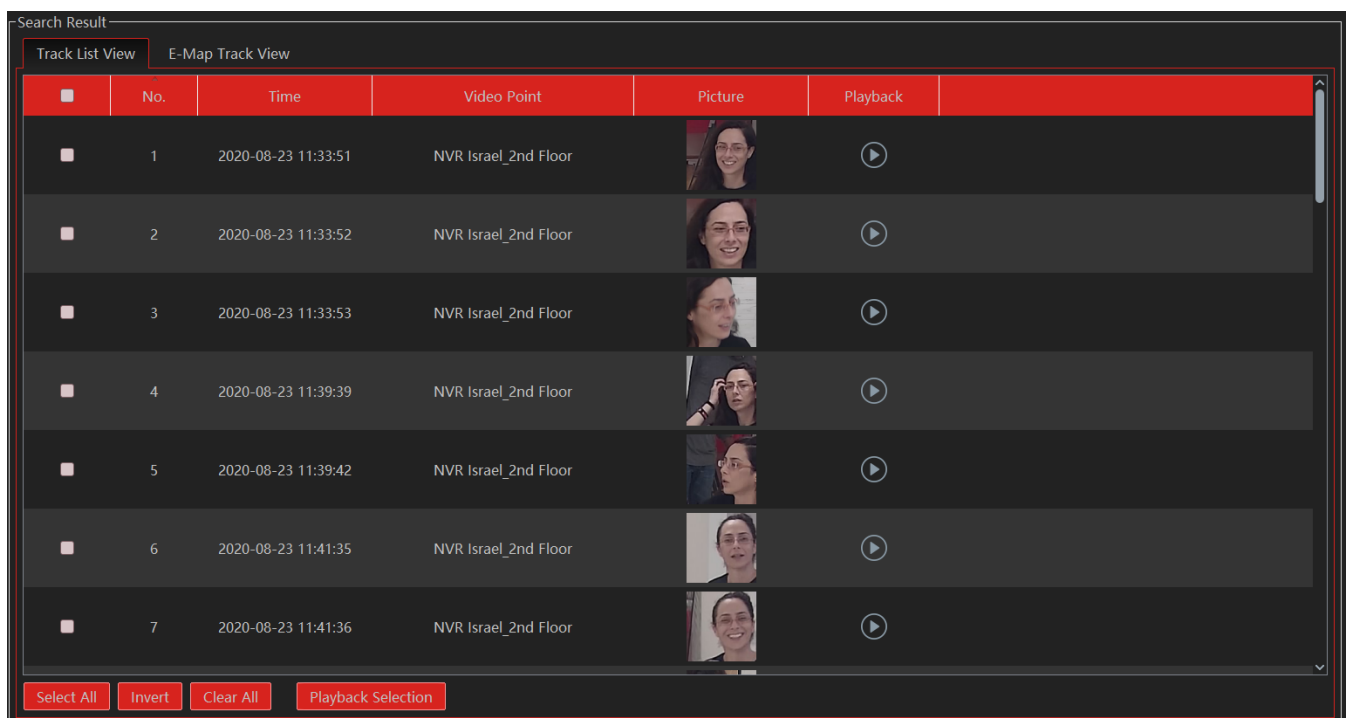 Search Result
Track List View E-Map Track View
No. Time Video Point Picture Playback
1 2020-08-23 11:33:51 NVR Israel_2nd Floor
2 2020-08-23 11:33:52 NVR Israel_2nd Floor
3 2020-08-23 11:33:53 NVR Israel_2nd Floor
4 2020-08-23 11:39:39 NVR Israel_2nd Floor
5 2020-08-23 11:39:42 NVR Israel_2nd Floor
6 2020-08-23 11:41:35 NVR Israel_2nd Floor
7 2020-08-23 11:41:36 NVR Israel_2nd Floor
Select All Invert Clear All Playback Selection